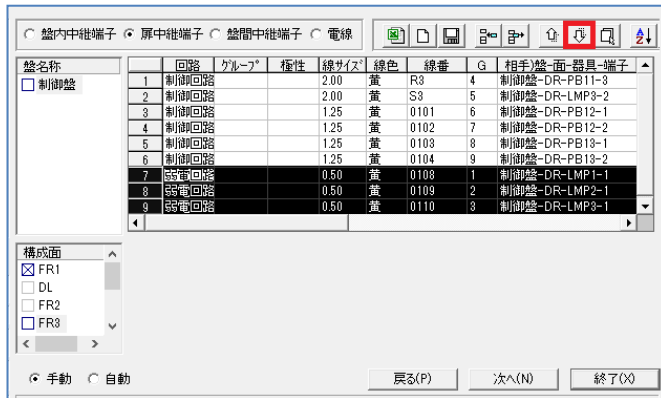 盤内中継端子 扉中継端子 盤間中継端子 電線
盤名称
制御盤
回路 グループ 極性 線サイズ 線色 線番 G 相手)盤-面-器具-端子
1 制御回路 2.00 黄 R3 4 制御盤-DR-PB11-3
2 制御回路 2.00 黄 S3 5 制御盤-DR-LMP3-2
3 制御回路 1.25 黄 0101 6 制御盤-DR-PB12-1
4 制御回路 1.25 黄 0102 7 制御盤-DR-PB12-2
5 制御回路 1.25 黄 0103 8 制御盤-DR-PB13-1
6 制御回路 1.25 黄 0104 9 制御盤-DR-PB13-2
7 弱電回路 0.50 黄 0108 1 制御盤-DR-LMP1-1
8 弱電回路 0.50 黄 0109 2 制御盤-DR-LMP2-1
9 弱電回路 0.50 黄 0110 3 制御盤-DR-LMP3-1
構成面
FR1
DL
FR2
FR3
手動 自動 戻る(P) 次へ(N) 終了(X)